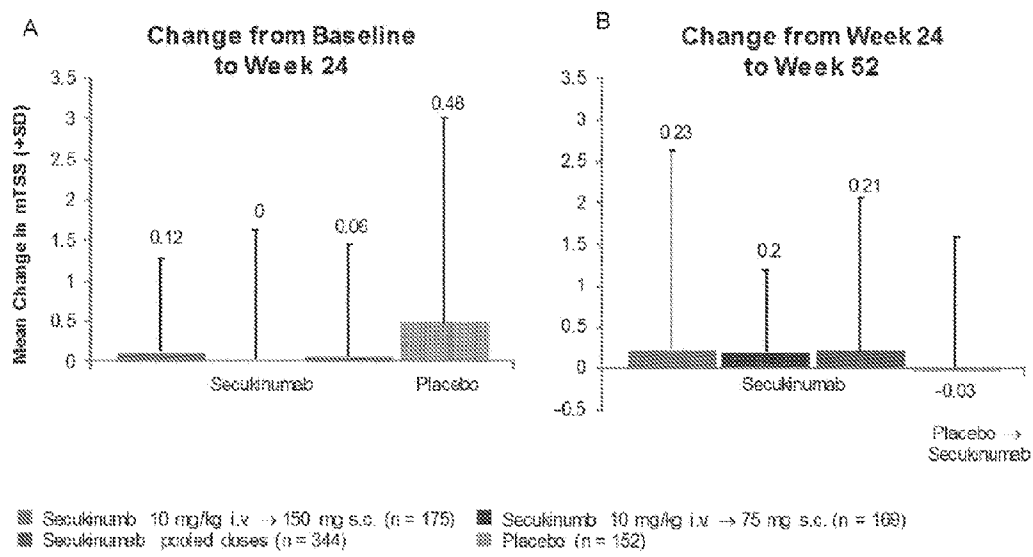 A
Change from Baseline
to Week 24
Mean Change in mTSS (+SD)
3.5
3
2.5
2
1.5
1
0.5
0
0.12
0
0.06
0.48
Secukinumab
Placebo
B
Change from Week 24
to Week 52
3.5
3
2.5
2
1.5
1
0.5
0
-0.5
0.23
0.2
0.21
-0.03
Secukinumab
Placebo →
Secukinumab
Secukinumb 10 mg/kg i.v → 150 mg s.c. (n = 175)
Secukinumb 10 mg/kg i.v → 75 mg s.c. (n = 169)
Secukinumab pooled doses (n = 344)
Placebo (n = 152)